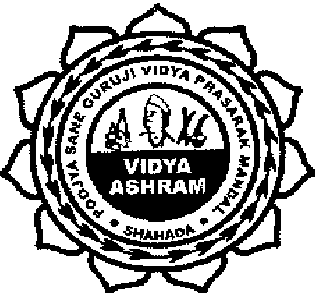 POOJYA SANE GURUJI VIDYA PRASARAK MANDAL
VIDYA
ASHRAM
SHAHADA